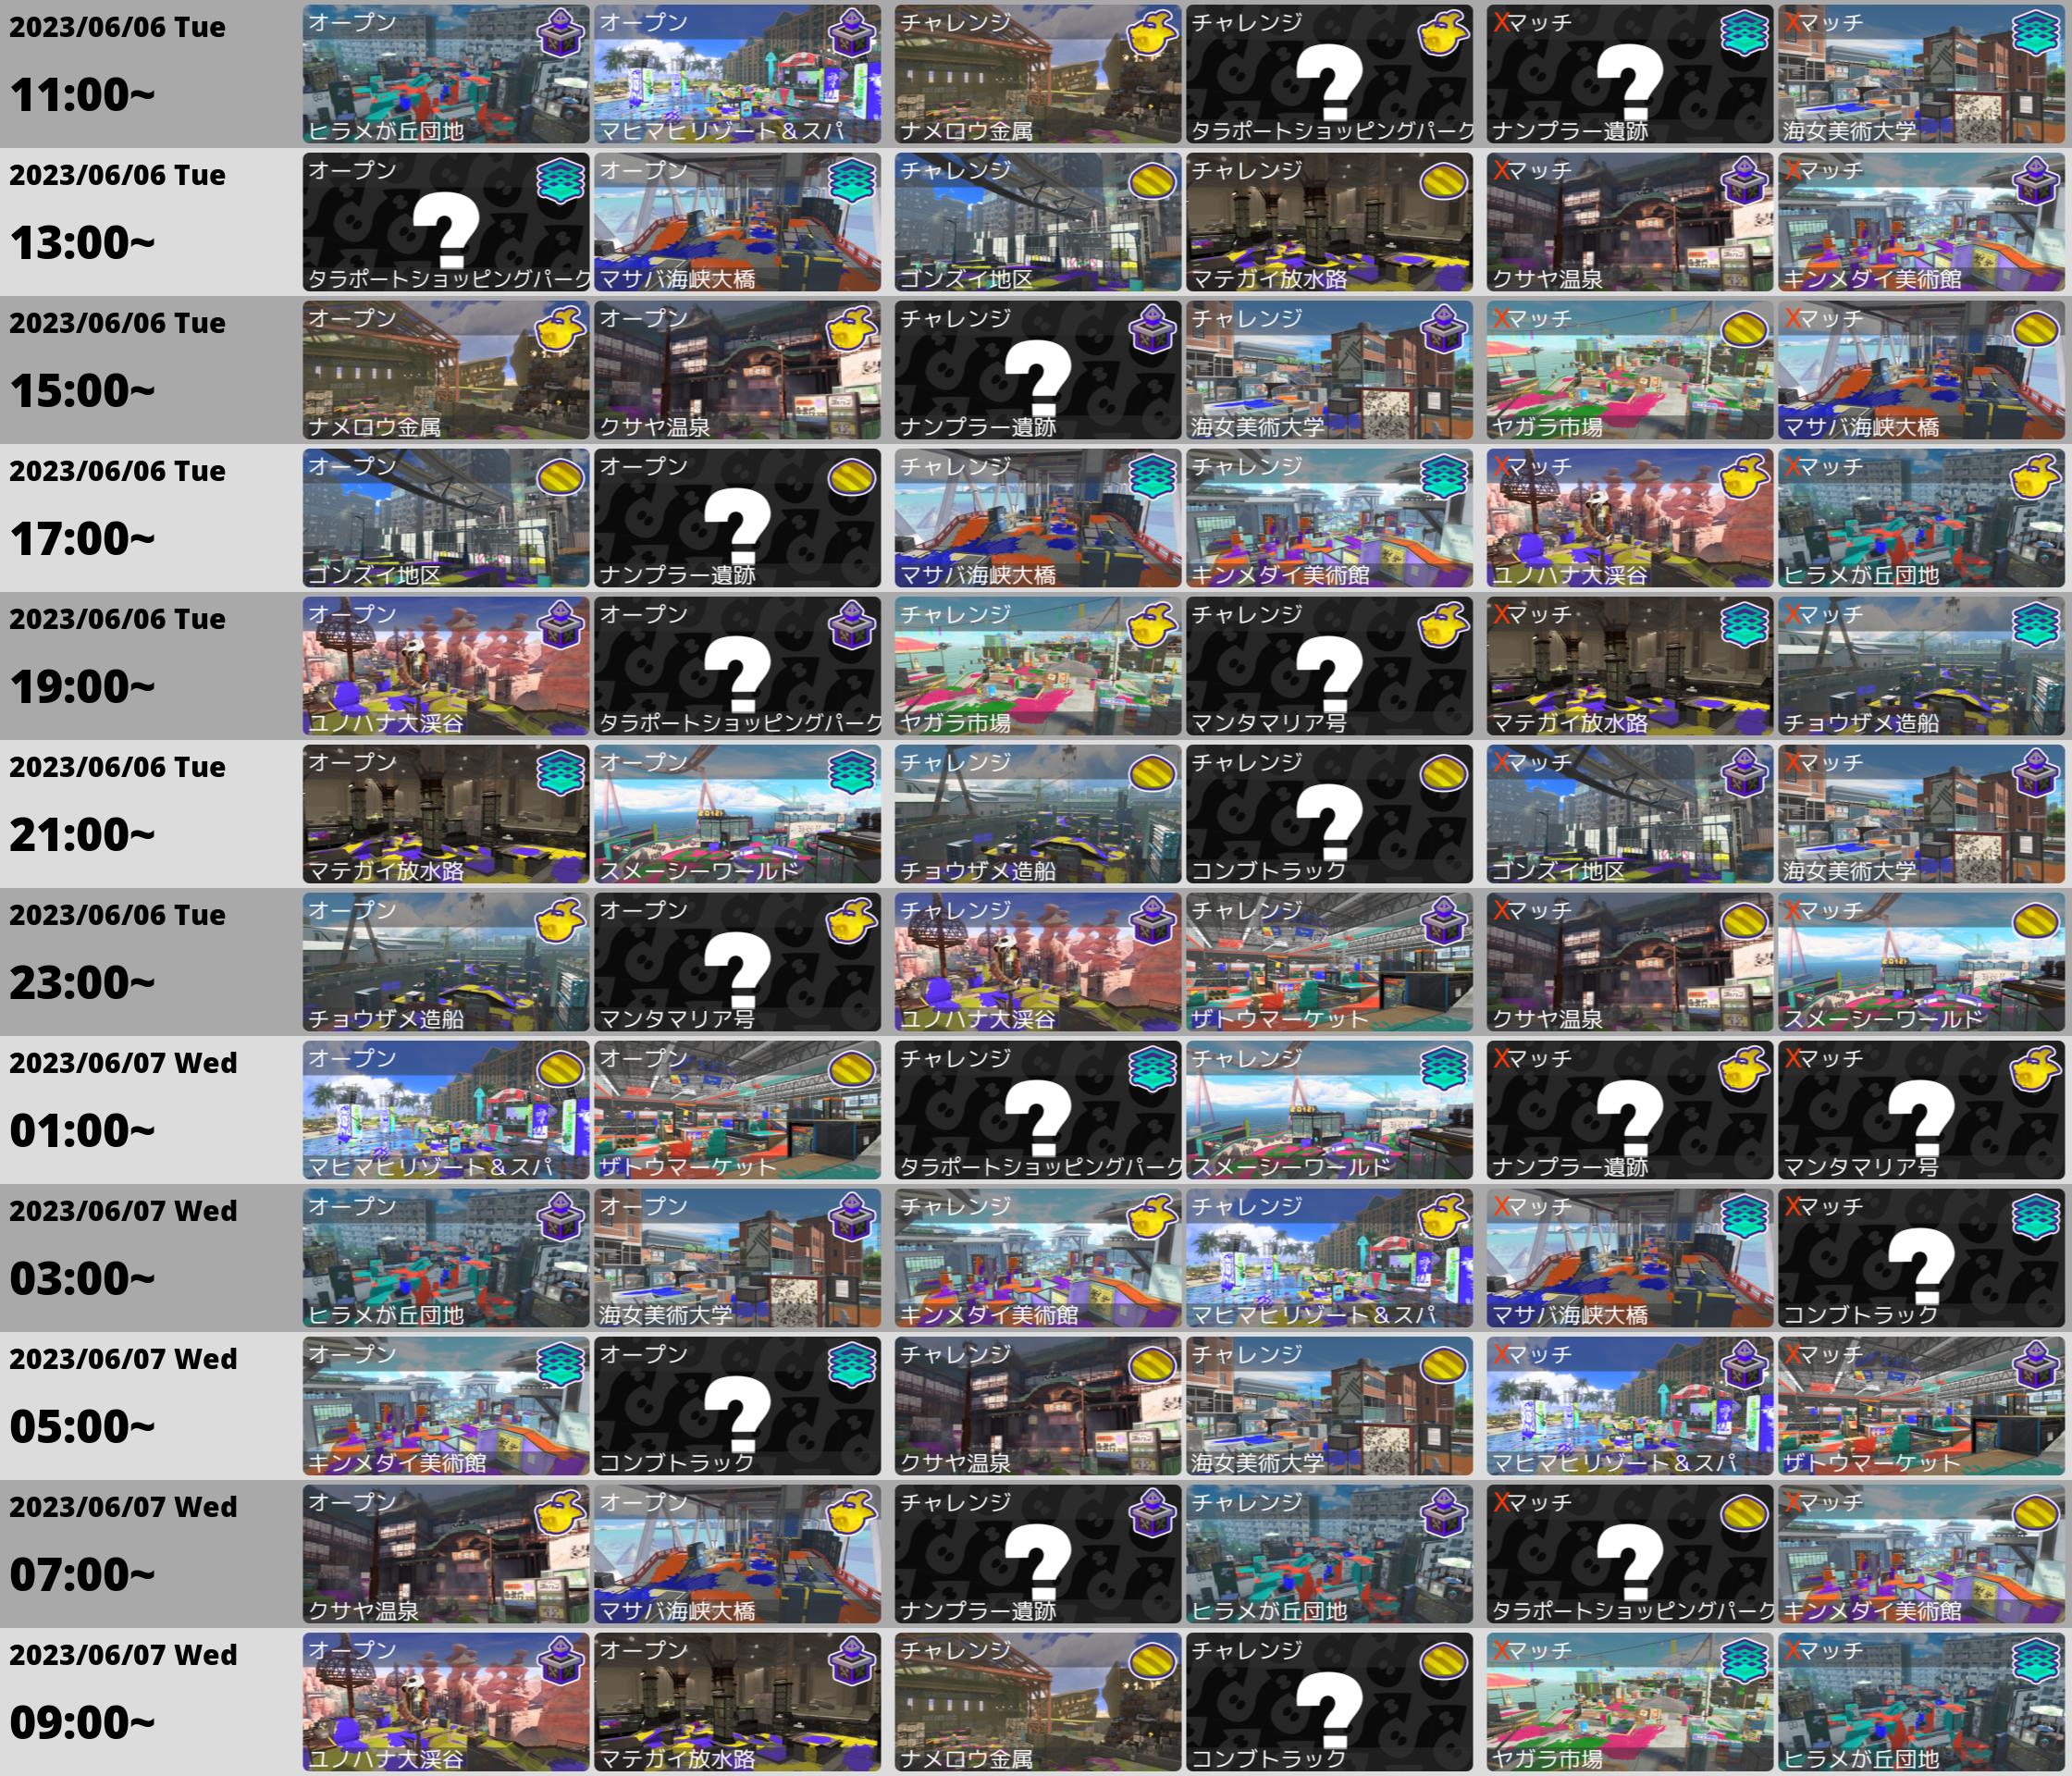 2023/06/06 Tue
11:00~
オープン オープン チャレンジ チャレンジ Xマッチ Xマッチ
ヒラメが丘団地 マヒマヒリゾート＆スパ ナメロウ金属 タラポートショッピングパーク ナンプラー遺跡 海女美術大学
2023/06/06 Tue
13:00~
オープン オープン チャレンジ チャレンジ Xマッチ Xマッチ
タラポートショッピングパーク マサバ海峡大橋 ゴンズイ地区 マテガイ放水路 クサヤ温泉 キンメダイ美術館
2023/06/06 Tue
15:00~
オープン オープン チャレンジ チャレンジ Xマッチ Xマッチ
ナメロウ金属 クサヤ温泉 ナンプラー遺跡 海女美術大学 ヤガラ市場 マサバ海峡大橋
2023/06/06 Tue
17:00~
オープン オープン チャレンジ チャレンジ Xマッチ Xマッチ
ゴンズイ地区 ナンプラー遺跡 マサバ海峡大橋 キンメダイ美術館 ユノハナ大渓谷 ヒラメが丘団地
2023/06/06 Tue
19:00~
オープン オープン チャレンジ チャレンジ Xマッチ Xマッチ
ユノハナ大渓谷 タラポートショッピングパーク ヤガラ市場 マンタマリア号 マテガイ放水路 チョウザメ造船
2023/06/06 Tue
21:00~
オープン オープン チャレンジ チャレンジ Xマッチ Xマッチ
マテガイ放水路 スメーシーワールド チョウザメ造船 コンブトラック ゴンズイ地区 海女美術大学
2023/06/06 Tue
23:00~
オープン オープン チャレンジ チャレンジ Xマッチ Xマッチ
チョウザメ造船 マンタマリア号 ユノハナ大渓谷 ザトウマーケット クサヤ温泉 スメーシーワールド
2023/06/07 Wed
01:00~
オープン オープン チャレンジ チャレンジ Xマッチ Xマッチ
マヒマヒリゾート＆スパ ザトウマーケット タラポートショッピングパーク スメーシーワールド ナンプラー遺跡 マンタマリア号
2023/06/07 Wed
03:00~
オープン オープン チャレンジ チャレンジ Xマッチ Xマッチ
ヒラメが丘団地 海女美術大学 キンメダイ美術館 マヒマヒリゾート＆スパ マサバ海峡大橋 コンブトラック
2023/06/07 Wed
05:00~
オープン オープン チャレンジ チャレンジ Xマッチ Xマッチ
キンメダイ美術館 コンブトラック クサヤ温泉 海女美術大学 マヒマヒリゾート＆スパ ザトウマーケット
2023/06/07 Wed
07:00~
オープン オープン チャレンジ チャレンジ Xマッチ Xマッチ
クサヤ温泉 マサバ海峡大橋 ナンプラー遺跡 ヒラメが丘団地 タラポートショッピングパーク キンメダイ美術館
2023/06/07 Wed
09:00~
オープン オープン チャレンジ チャレンジ Xマッチ Xマッチ
ユノハナ大渓谷 マテガイ放水路 ナメロウ金属 コンブトラック ヤガラ市場 ヒラメが丘団地